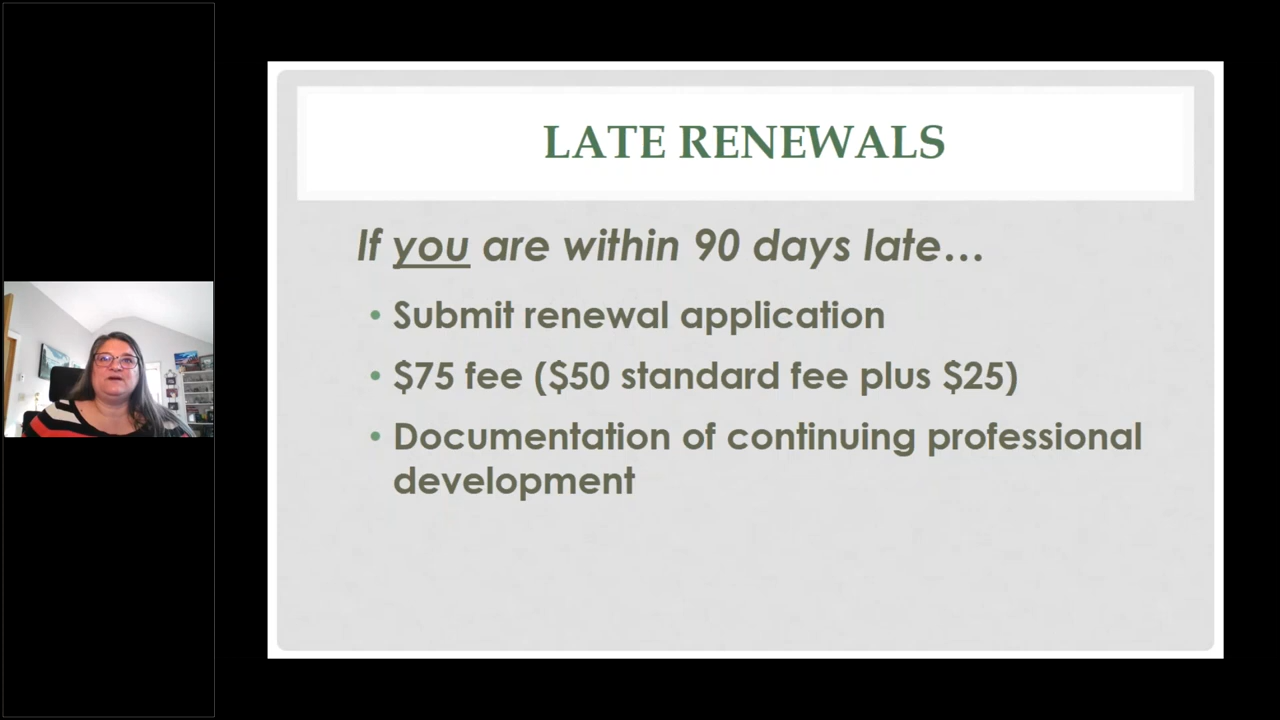 LATE RENEWALS
If you are within 90 days late...
• Submit renewal application
• $75 fee ($50 standard fee plus $25)
• Documentation of continuing professional
development